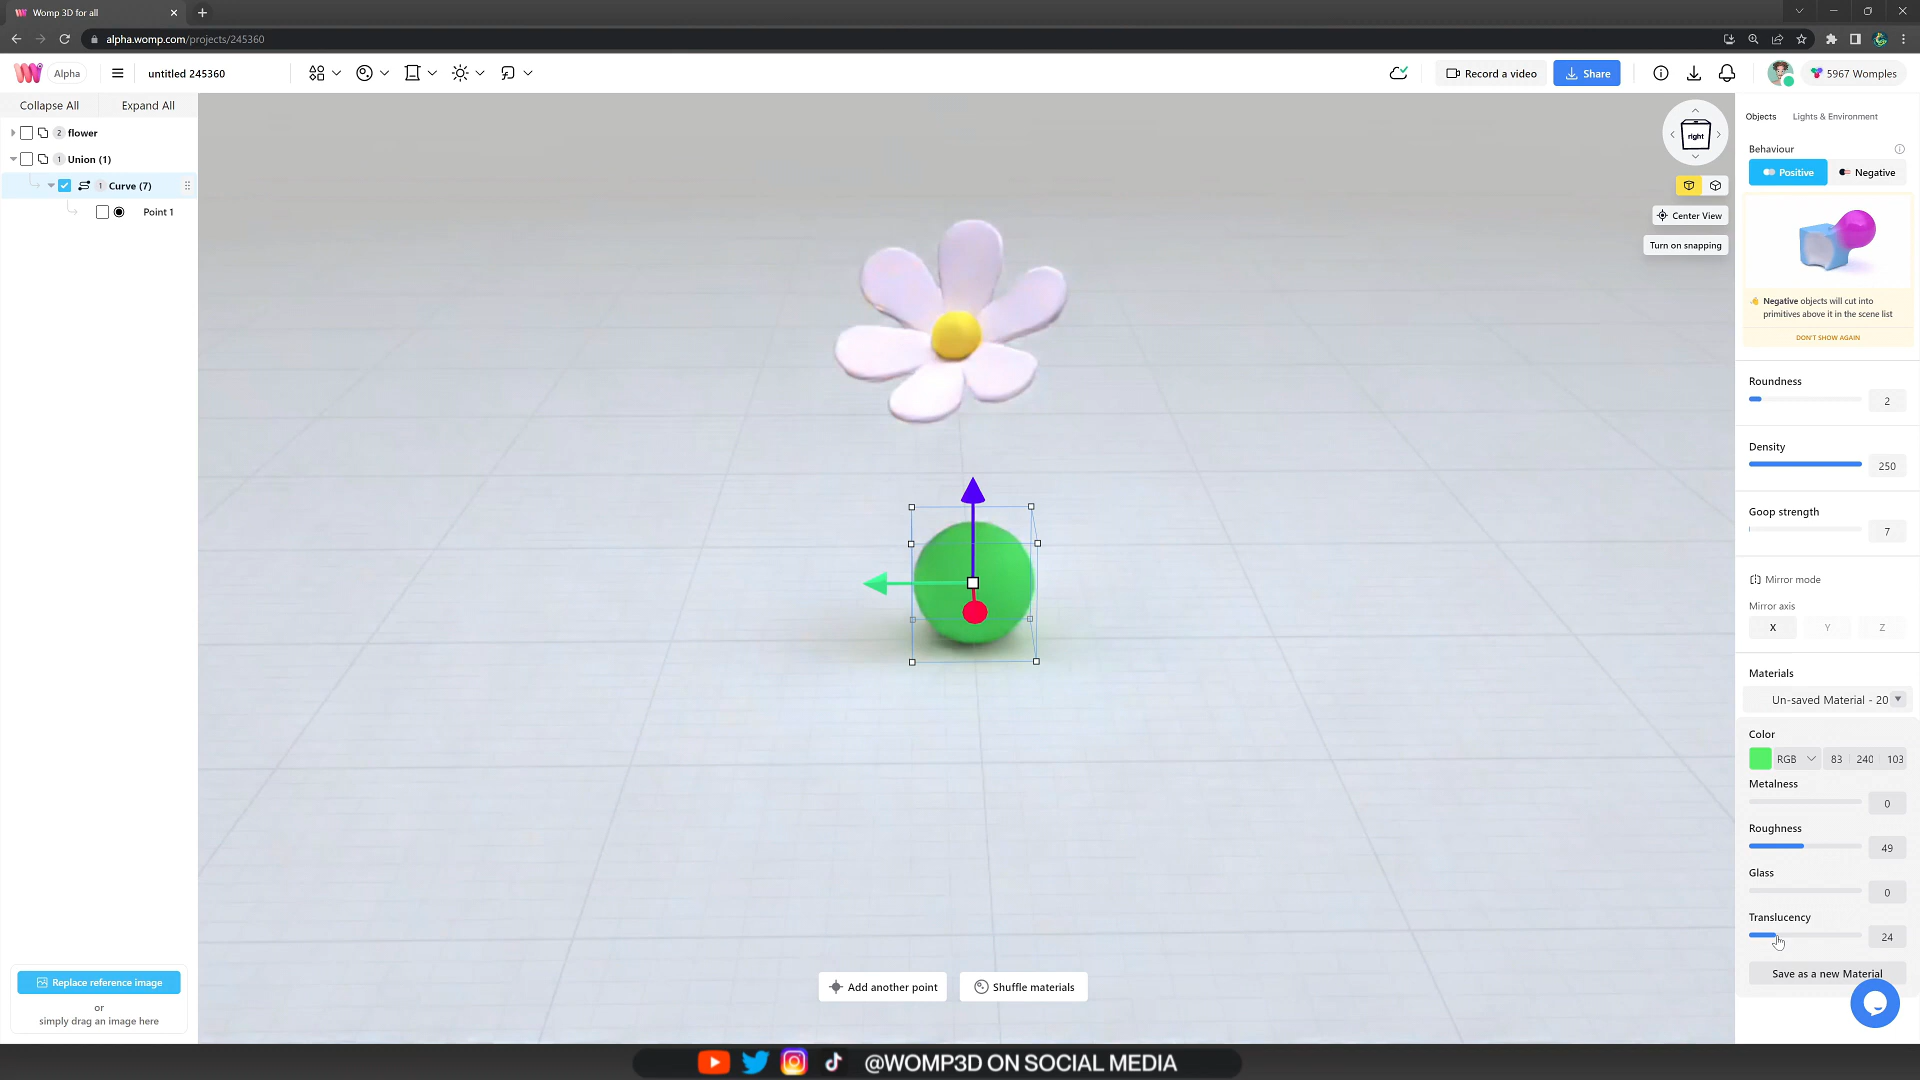 Womp 3D for all
alpha.womp.com/projects/245360
Alpha
untitled 245360
Record a video
Share
5967 Womples
Collapse All
Expand All
2 flower
1 Union (1)
1 Curve (7)
Point 1
Replace reference image
or
simply drag an image here
right
Center View
Turn on snapping
Add another point
Shuffle materials
Objects
Lights & Environment
Behaviour
Positive
Negative
Negative objects will cut into
primitives above it in the scene list
DON'T SHOW AGAIN
Roundness
2
Density
250
Goop strength
7
Mirror mode
Mirror axis
X Y Z
Materials
Un-saved Material - 20
Color
RGB 83 240 103
Metalness
0
Roughness
49
Glass
0
Translucency
24
Save as a new Material
@WOMP3D ON SOCIAL MEDIA